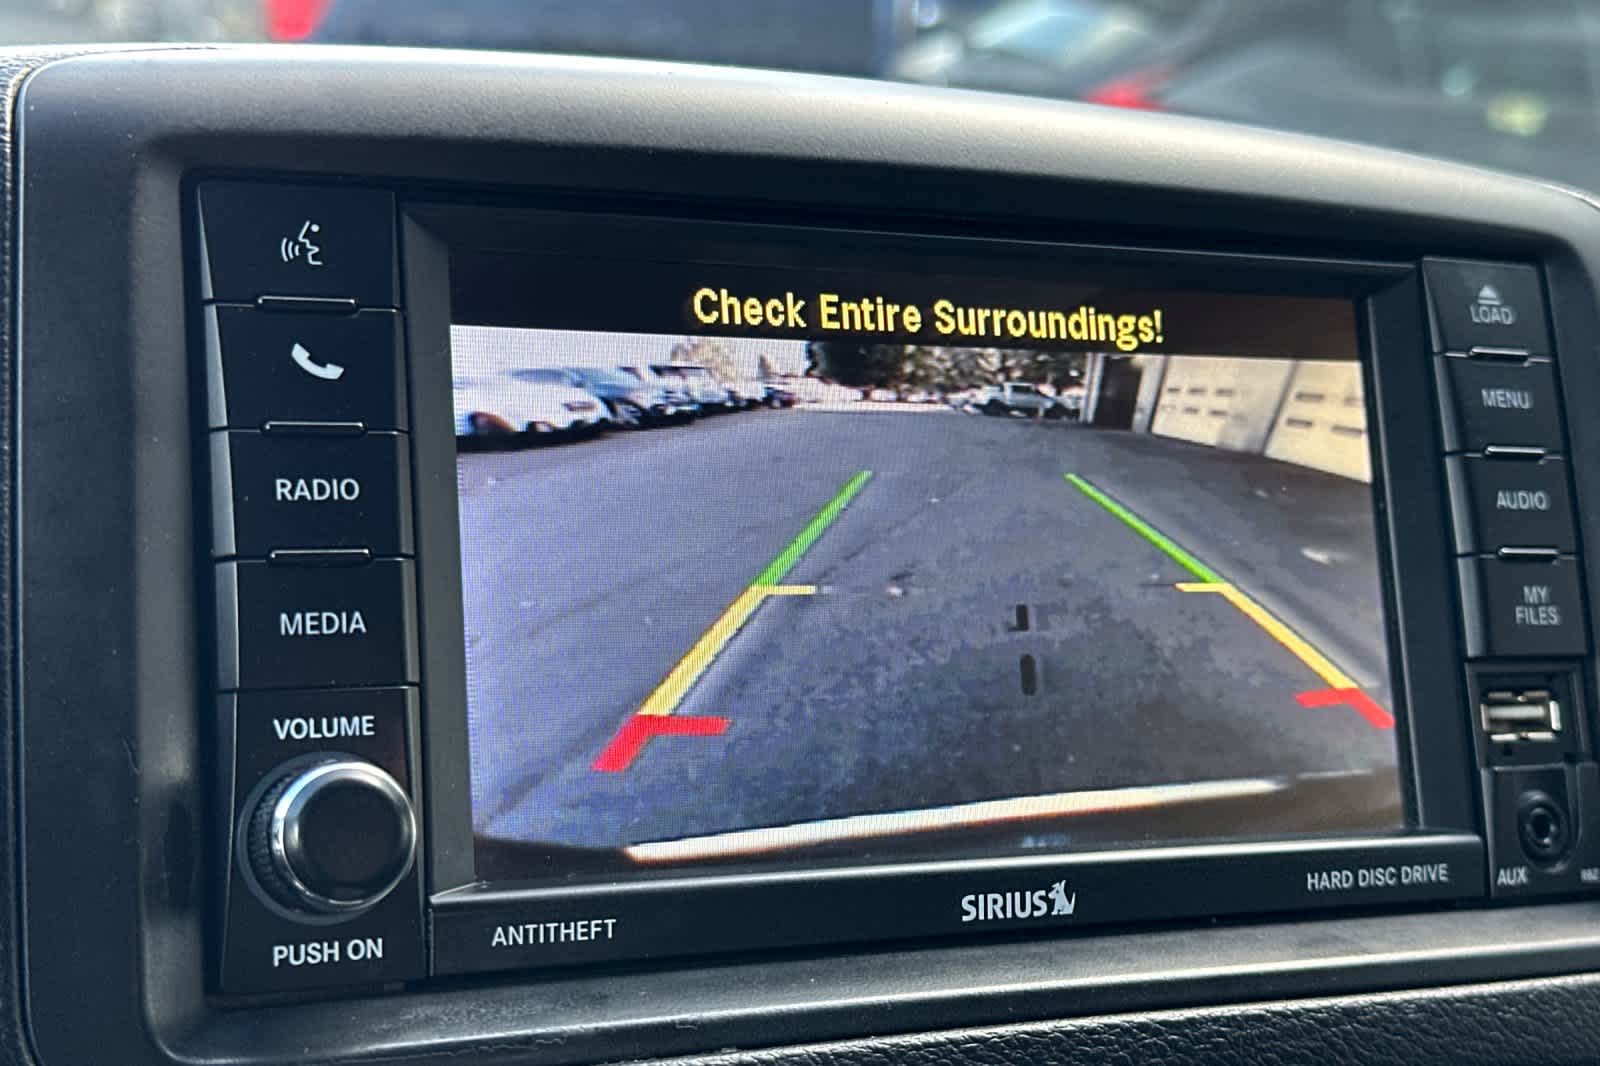 Check Entire Surroundings!
RADIO
MEDIA
VOLUME
PUSH ON
LOAD
MENU
AUDIO
MY
FILES
AUX
ANTITHEFT
SIRIUS
HARD DISC DRIVE